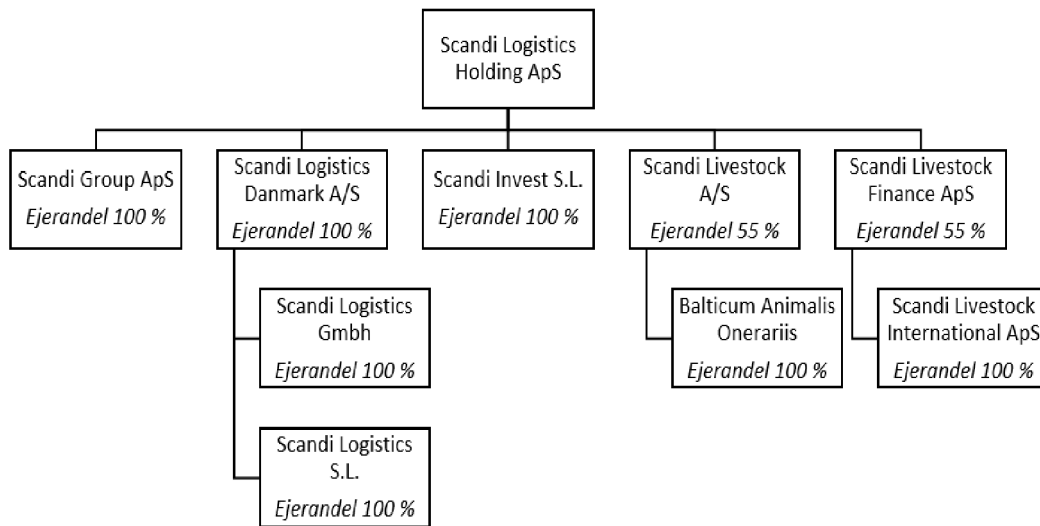 Scandi Logistics
Holding ApS
Scandi Group ApS
Ejerandel 100 %
Scandi Logistics
Danmark A/S
Ejerandel 100 %
Scandi Invest S.L.
Ejerandel 100 %
Scandi Livestock
A/S
Ejerandel 55 %
Scandi Livestock
Finance ApS
Ejerandel 55 %
Scandi Logistics
Gmbh
Ejerandel 100 %
Balticum Animalis
Onerariis
Ejerandel 100 %
Scandi Livestock
International ApS
Ejerandel 100 %
Scandi Logistics
S.L.
Ejerandel 100 %